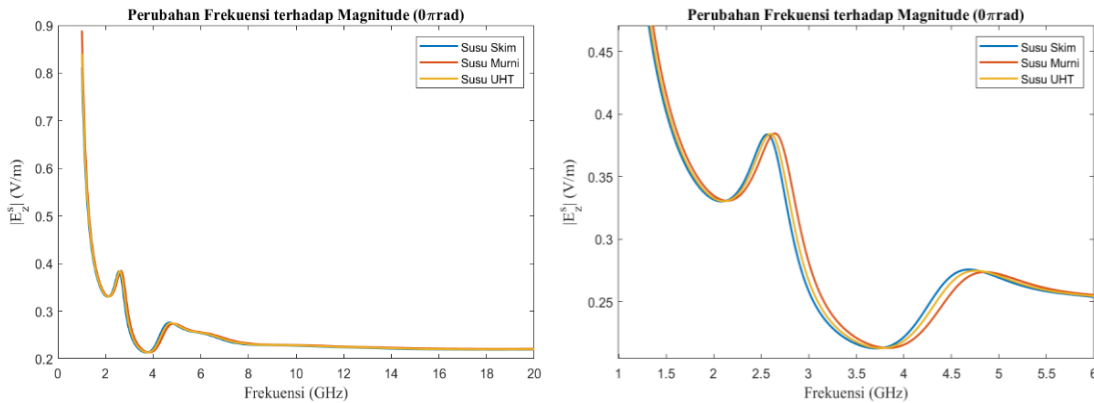 Perubahan Frekuensi terhadap Magnitude (0πrad)
0.9
0.8
0.7
0.6
0.5
0.4
0.3
0.2
|E_z^s| (V/m)
Susu Skim
Susu Murni
Susu UHT
0 2 4 6 8 10 12 14 16 18 20
Frekuensi (GHz)
Perubahan Frekuensi terhadap Magnitude (0πrad)
0.45
0.4
0.35
0.3
0.25
|E_z^s| (V/m)
Susu Skim
Susu Murni
Susu UHT
1 1.5 2 2.5 3 3.5 4 4.5 5 5.5 6
Frekuensi (GHz)